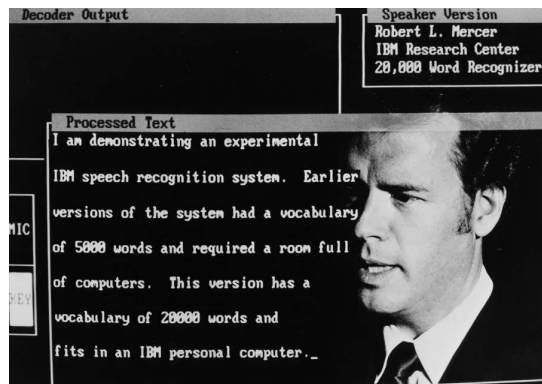 Decoder Output
Speaker Version
Robert L. Mercer
IBM Research Center
20,000 Word Recognizer
Processed Text
I am demonstrating an experimental
IBM speech recognition system.  Earlier
versions of the system had a vocabulary
of 5000 words and required a room full
of computers.  This version has a
vocabulary of 20000 words and
fits in an IBM personal computer._
MIC
KEY